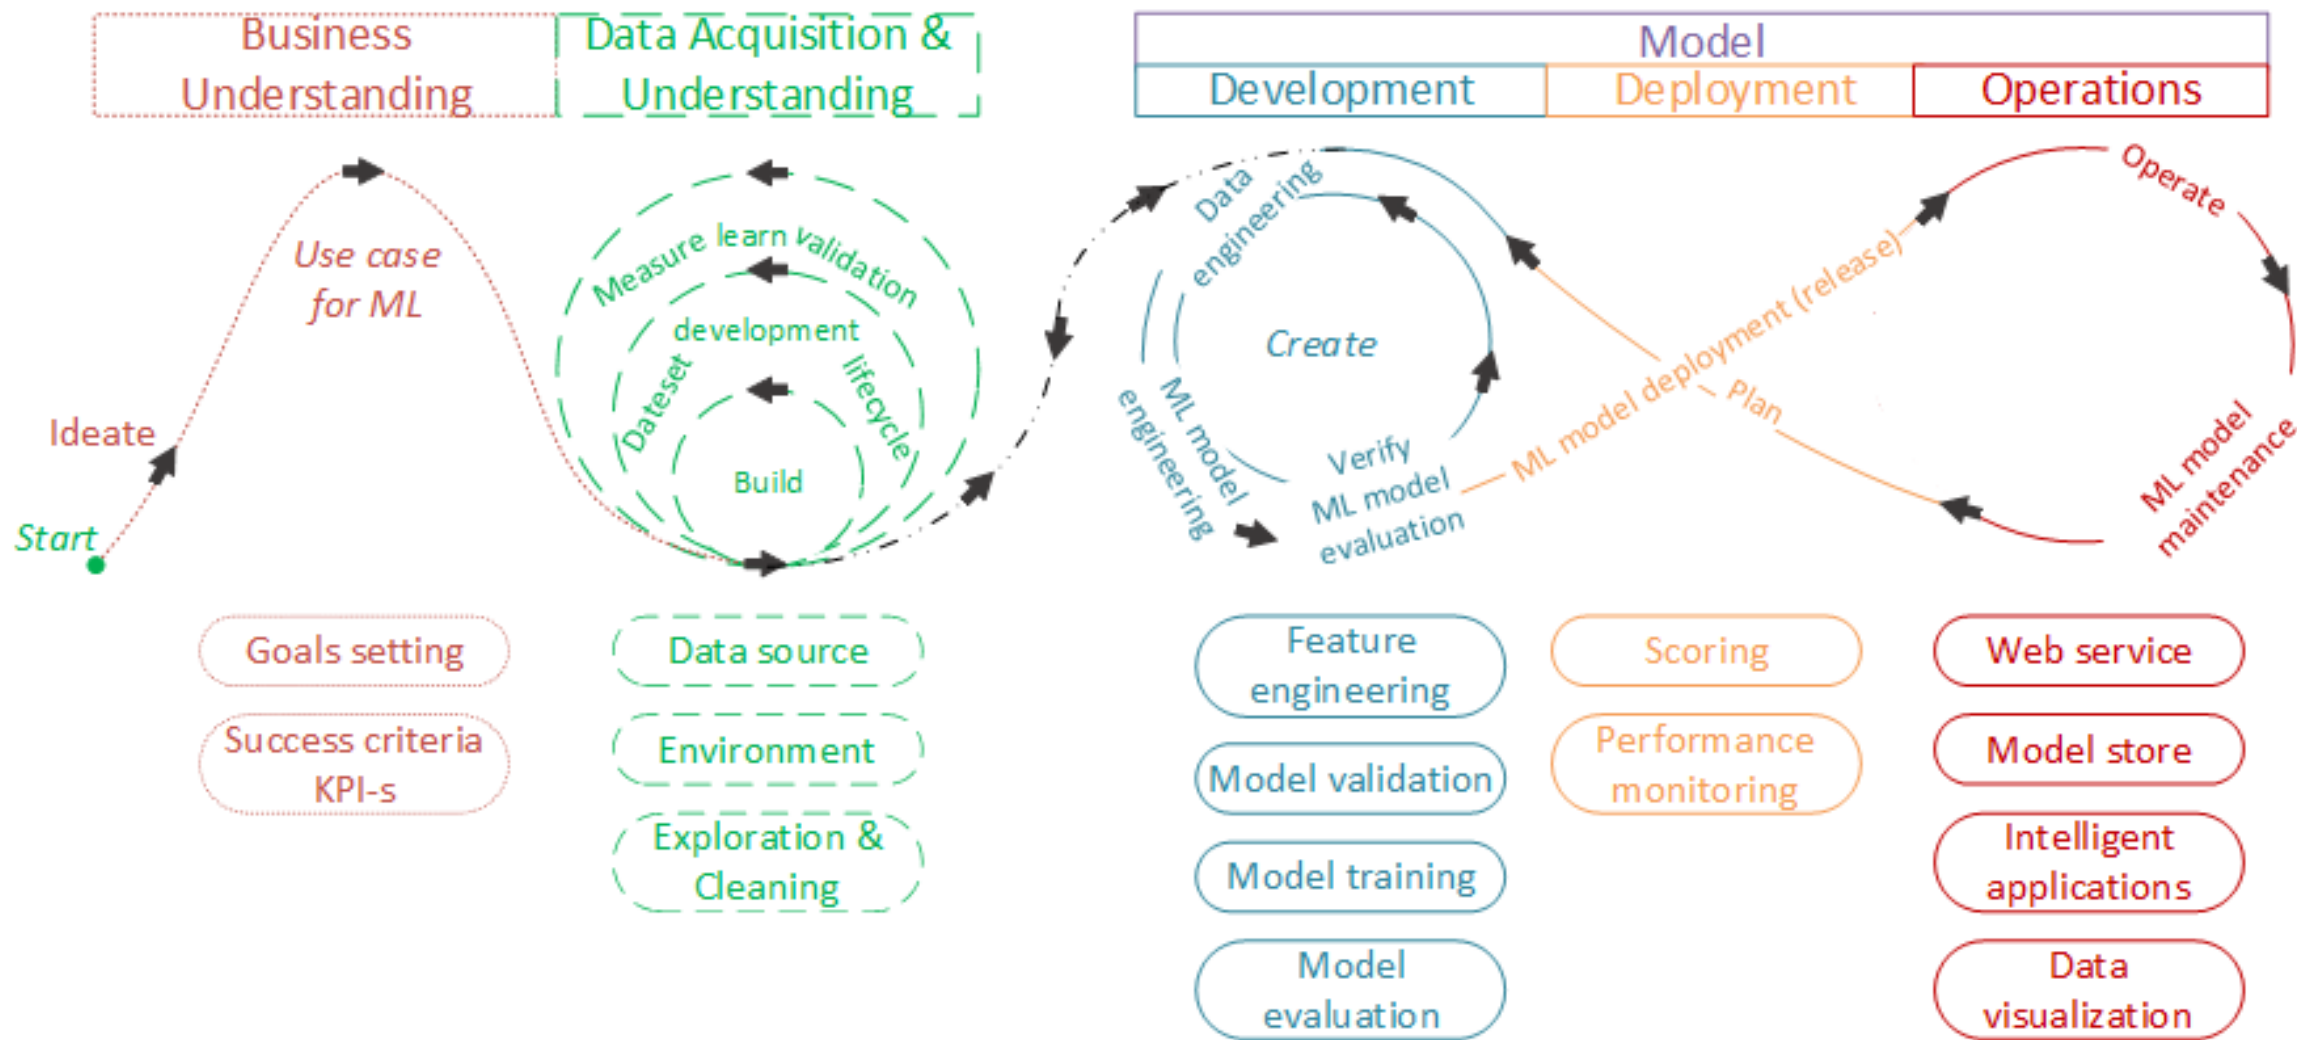 Business
Understanding
Data Acquisition &
Understanding
Model
Development
Deployment
Operations
Start
Ideate
Use case
for ML
Measure learn validation
Dateset development lifecycle
Build
Data
engineering
Create
ML model
engineering
Verify
ML model
evaluation
ML model deployment (release)
Plan
Operate
ML model
maintenance
Goals setting
Success criteria
KPI-s
Data source
Environment
Exploration &
Cleaning
Feature
engineering
Model validation
Model training
Model
evaluation
Scoring
Performance
monitoring
Web service
Model store
Intelligent
applications
Data
visualization